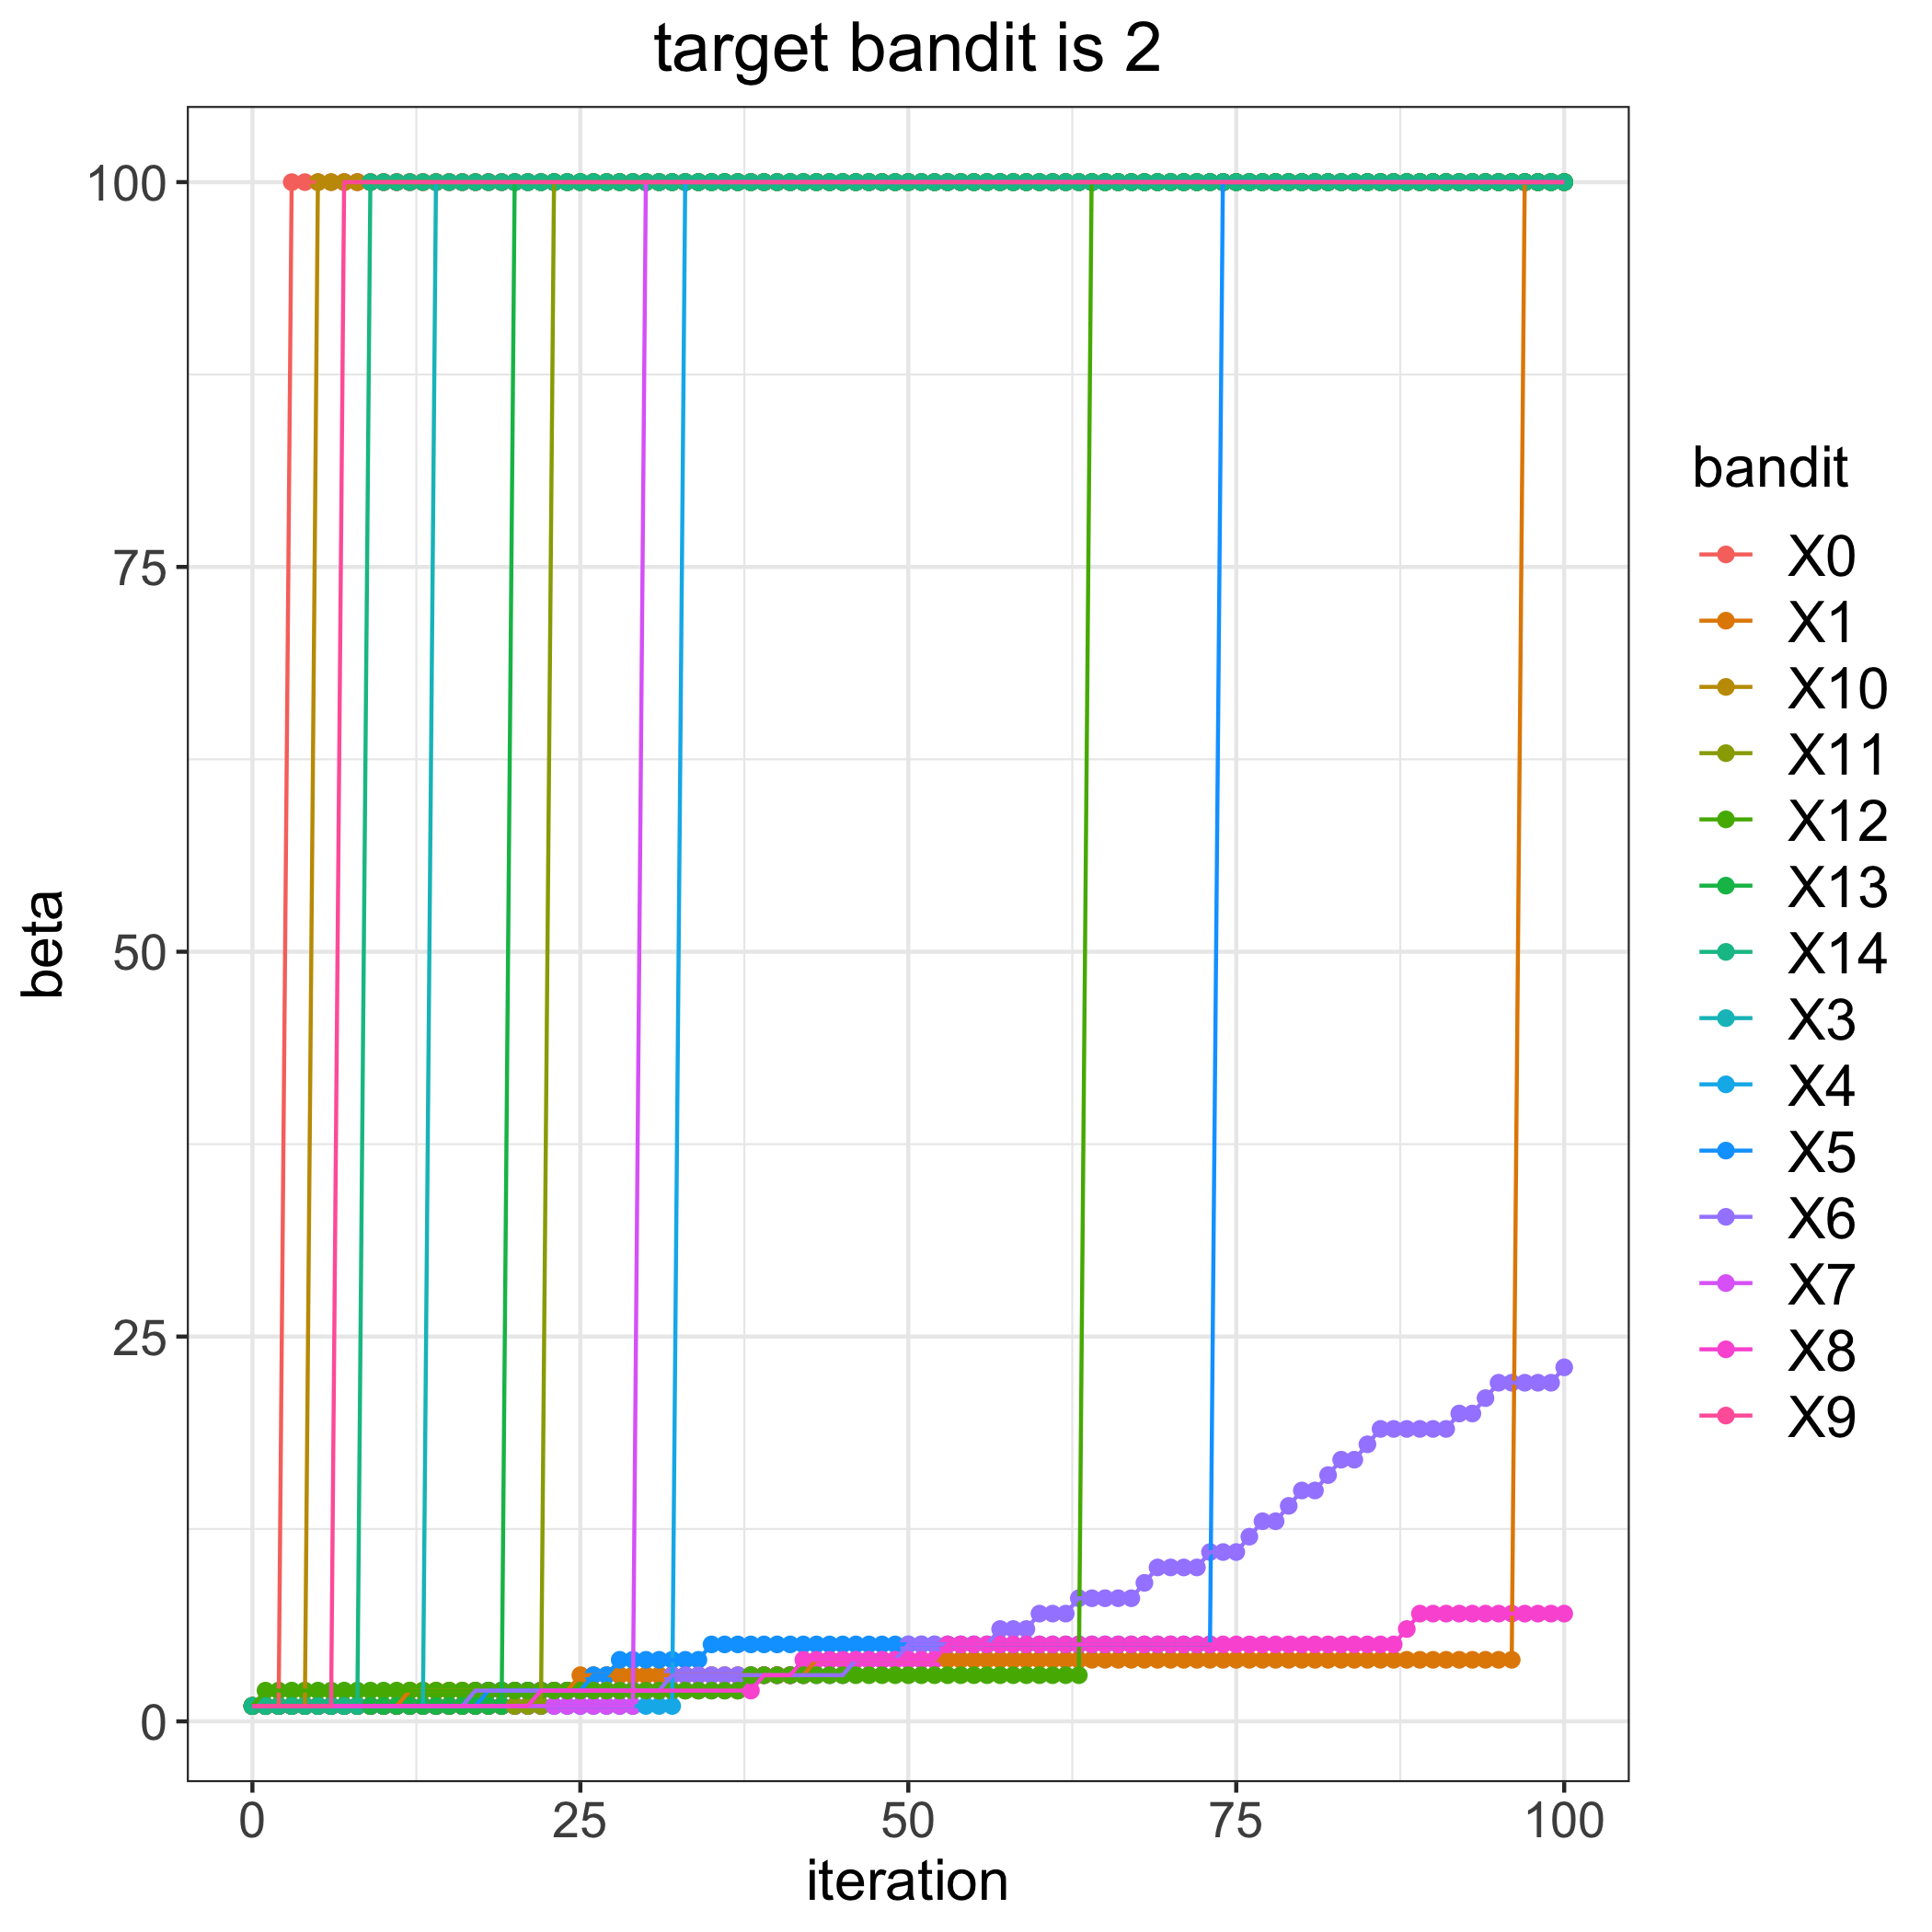 target bandit is 2
100
75
50
25
0
beta
0 25 50 75 100
iteration
bandit
X0
X1
X10
X11
X12
X13
X14
X3
X4
X5
X6
X7
X8
X9